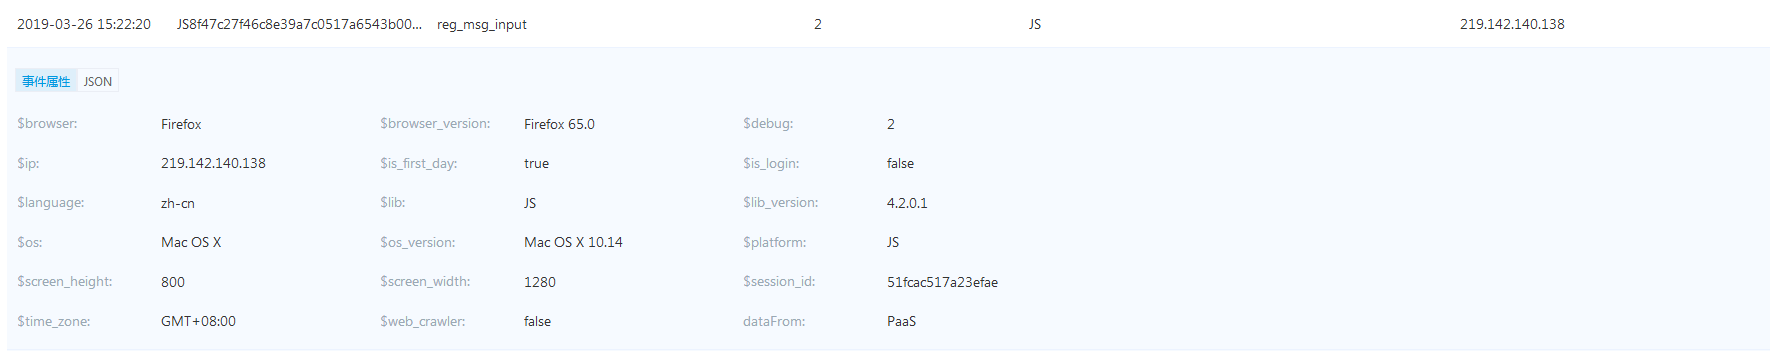 2019-03-26 15:22:20 JS8f47c27f46c8e39a7c0517a6543b00... reg_msg_input 2 JS 219.142.140.138
事件属性 JSON
$browser: Firefox $browser_version: Firefox 65.0 $debug: 2
$ip: 219.142.140.138 $is_first_day: true $is_login: false
$language: zh-cn $lib: JS $lib_version: 4.2.0.1
$os: Mac OS X $os_version: Mac OS X 10.14 $platform: JS
$screen_height: 800 $screen_width: 1280 $session_id: 51fcac517a23efae
$time_zone: GMT+08:00 $web_crawler: false dataFrom: PaaS